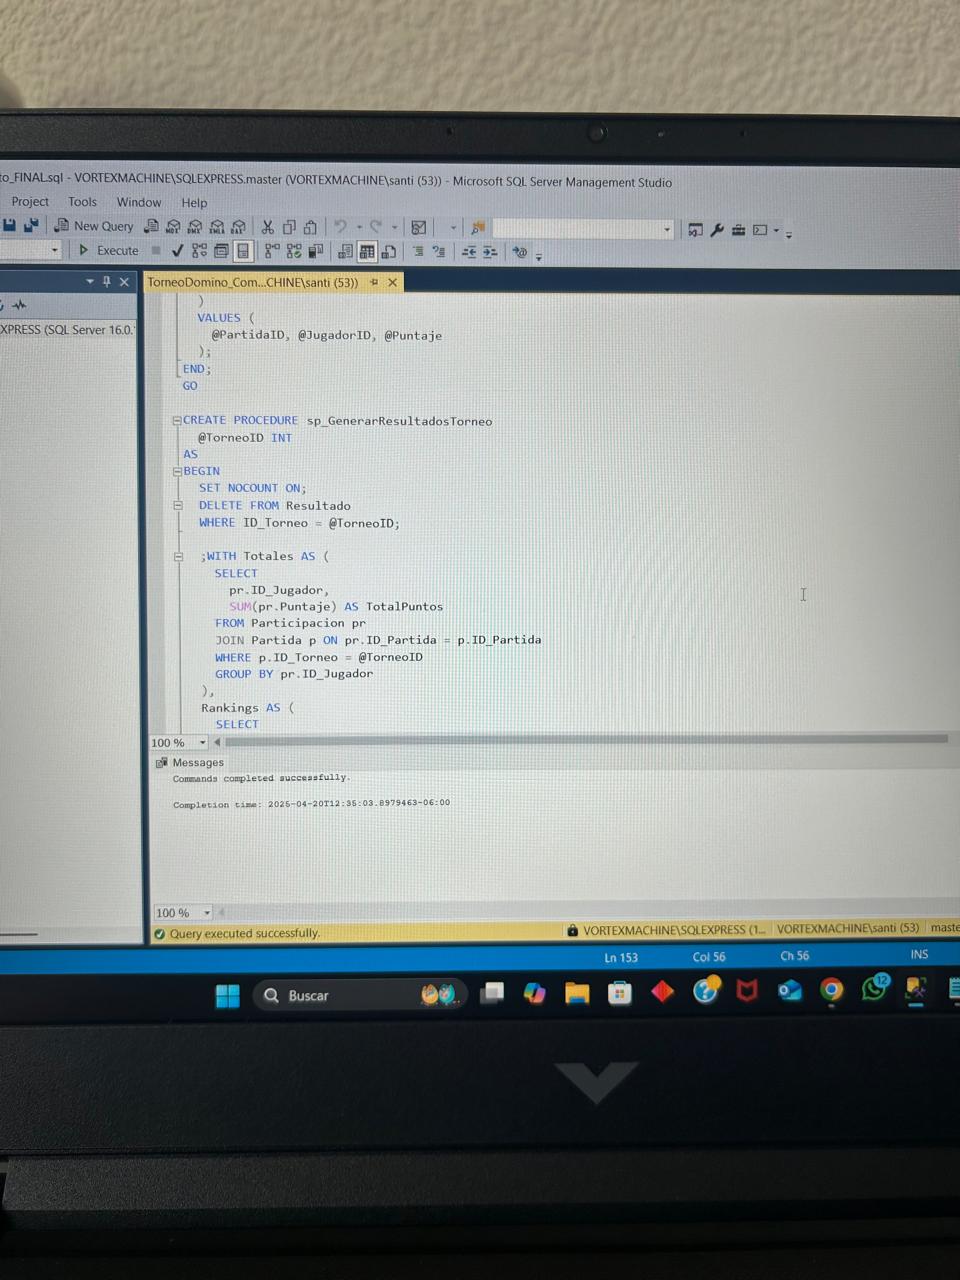 to_FINAL.sql - VORTEXMACHINE\SQLEXPRESS.master (VORTEXMACHINE\santi (53)) - Microsoft SQL Server Management Studio
Project Tools Window Help
New Query
Execute
TorneoDomino_Com...CHINE\santi (53))
XPRESS (SQL Server 16.0.
)
VALUES (
@PartidaID, @JugadorID, @Puntaje
);
END;
GO
CREATE PROCEDURE sp_GenerarResultadosTorneo
@TorneoID INT
AS
BEGIN
SET NOCOUNT ON;
DELETE FROM Resultado
WHERE ID_Torneo = @TorneoID;
;WITH Totales AS (
SELECT
pr.ID_Jugador,
SUM(pr.Puntaje) AS TotalPuntos
FROM Participacion pr
JOIN Partida p ON pr.ID_Partida = p.ID_Partida
WHERE p.ID_Torneo = @TorneoID
GROUP BY pr.ID_Jugador
),
Rankings AS (
SELECT
100 %
Messages
Commands completed successfully.
Completion time: 2025-04-20T12:35:03.8979463-06:00
100 %
Query executed successfully. VORTEXMACHINE\SQLEXPRESS (1... VORTEXMACHINE\santi (53) maste
Ln 153 Col 56 Ch 56 INS
Buscar 12